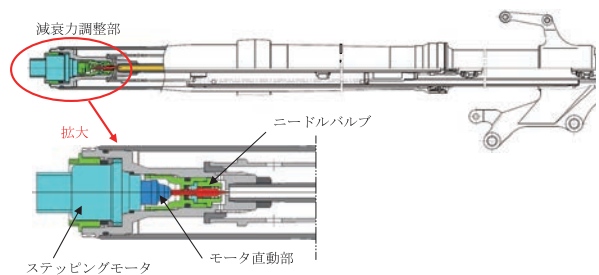 減衰力調整部
拡大
ニードルバルブ
モータ直動部
ステッピングモータ